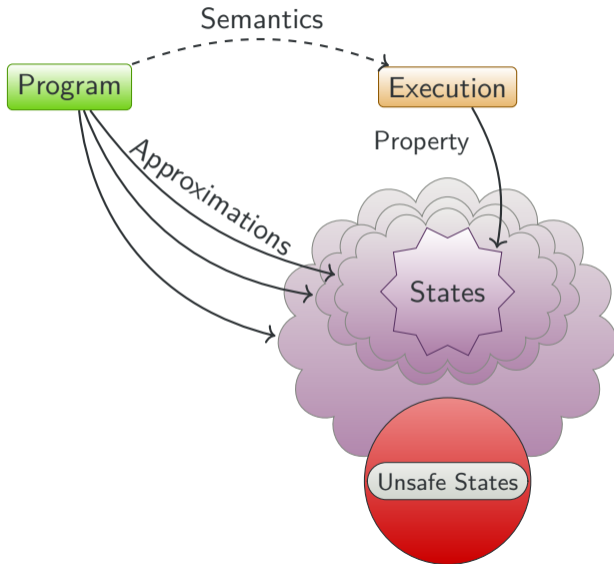 Semantics
Program
Execution
Property
Approximations
States
Unsafe States